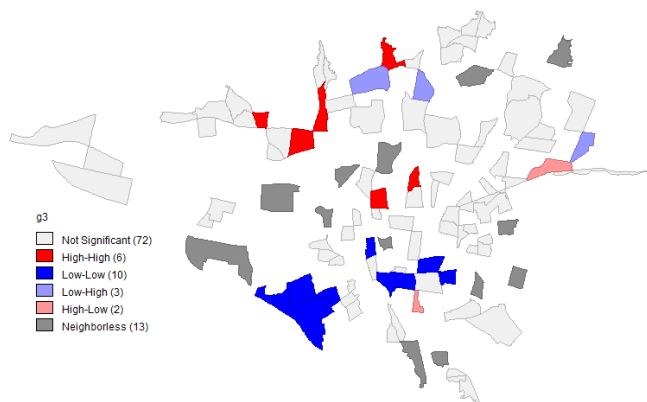 g3
Not Significant (72)
High-High (6)
Low-Low (10)
Low-High (3)
High-Low (2)
Neighborless (13)